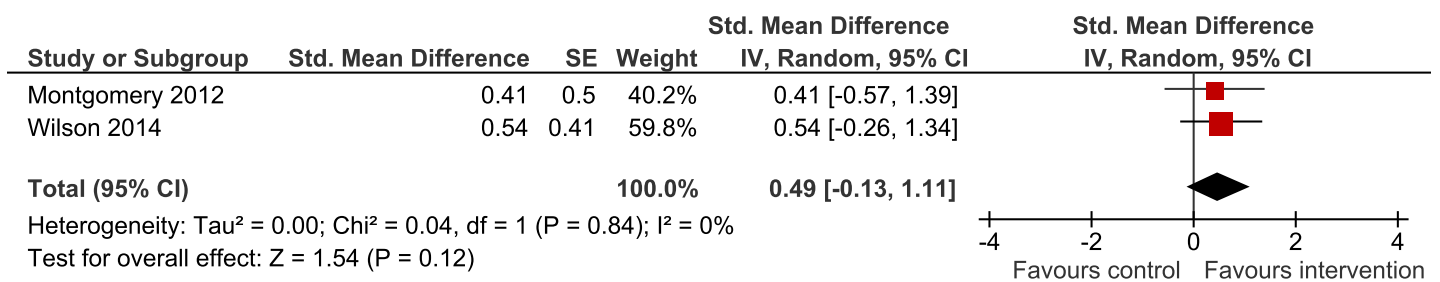 Std. Mean Difference Std. Mean Difference
Study or Subgroup Std. Mean Difference SE Weight IV, Random, 95% CI IV, Random, 95% CI
Montgomery 2012 0.41 0.5 40.2% 0.41 [-0.57, 1.39]
Wilson 2014 0.54 0.41 59.8% 0.54 [-0.26, 1.34]
Total (95% CI) 100.0% 0.49 [-0.13, 1.11]
Heterogeneity: Tau² = 0.00; Chi² = 0.04, df = 1 (P = 0.84); I² = 0%
Test for overall effect: Z = 1.54 (P = 0.12)
-4 -2 0 2 4
Favours control Favours intervention